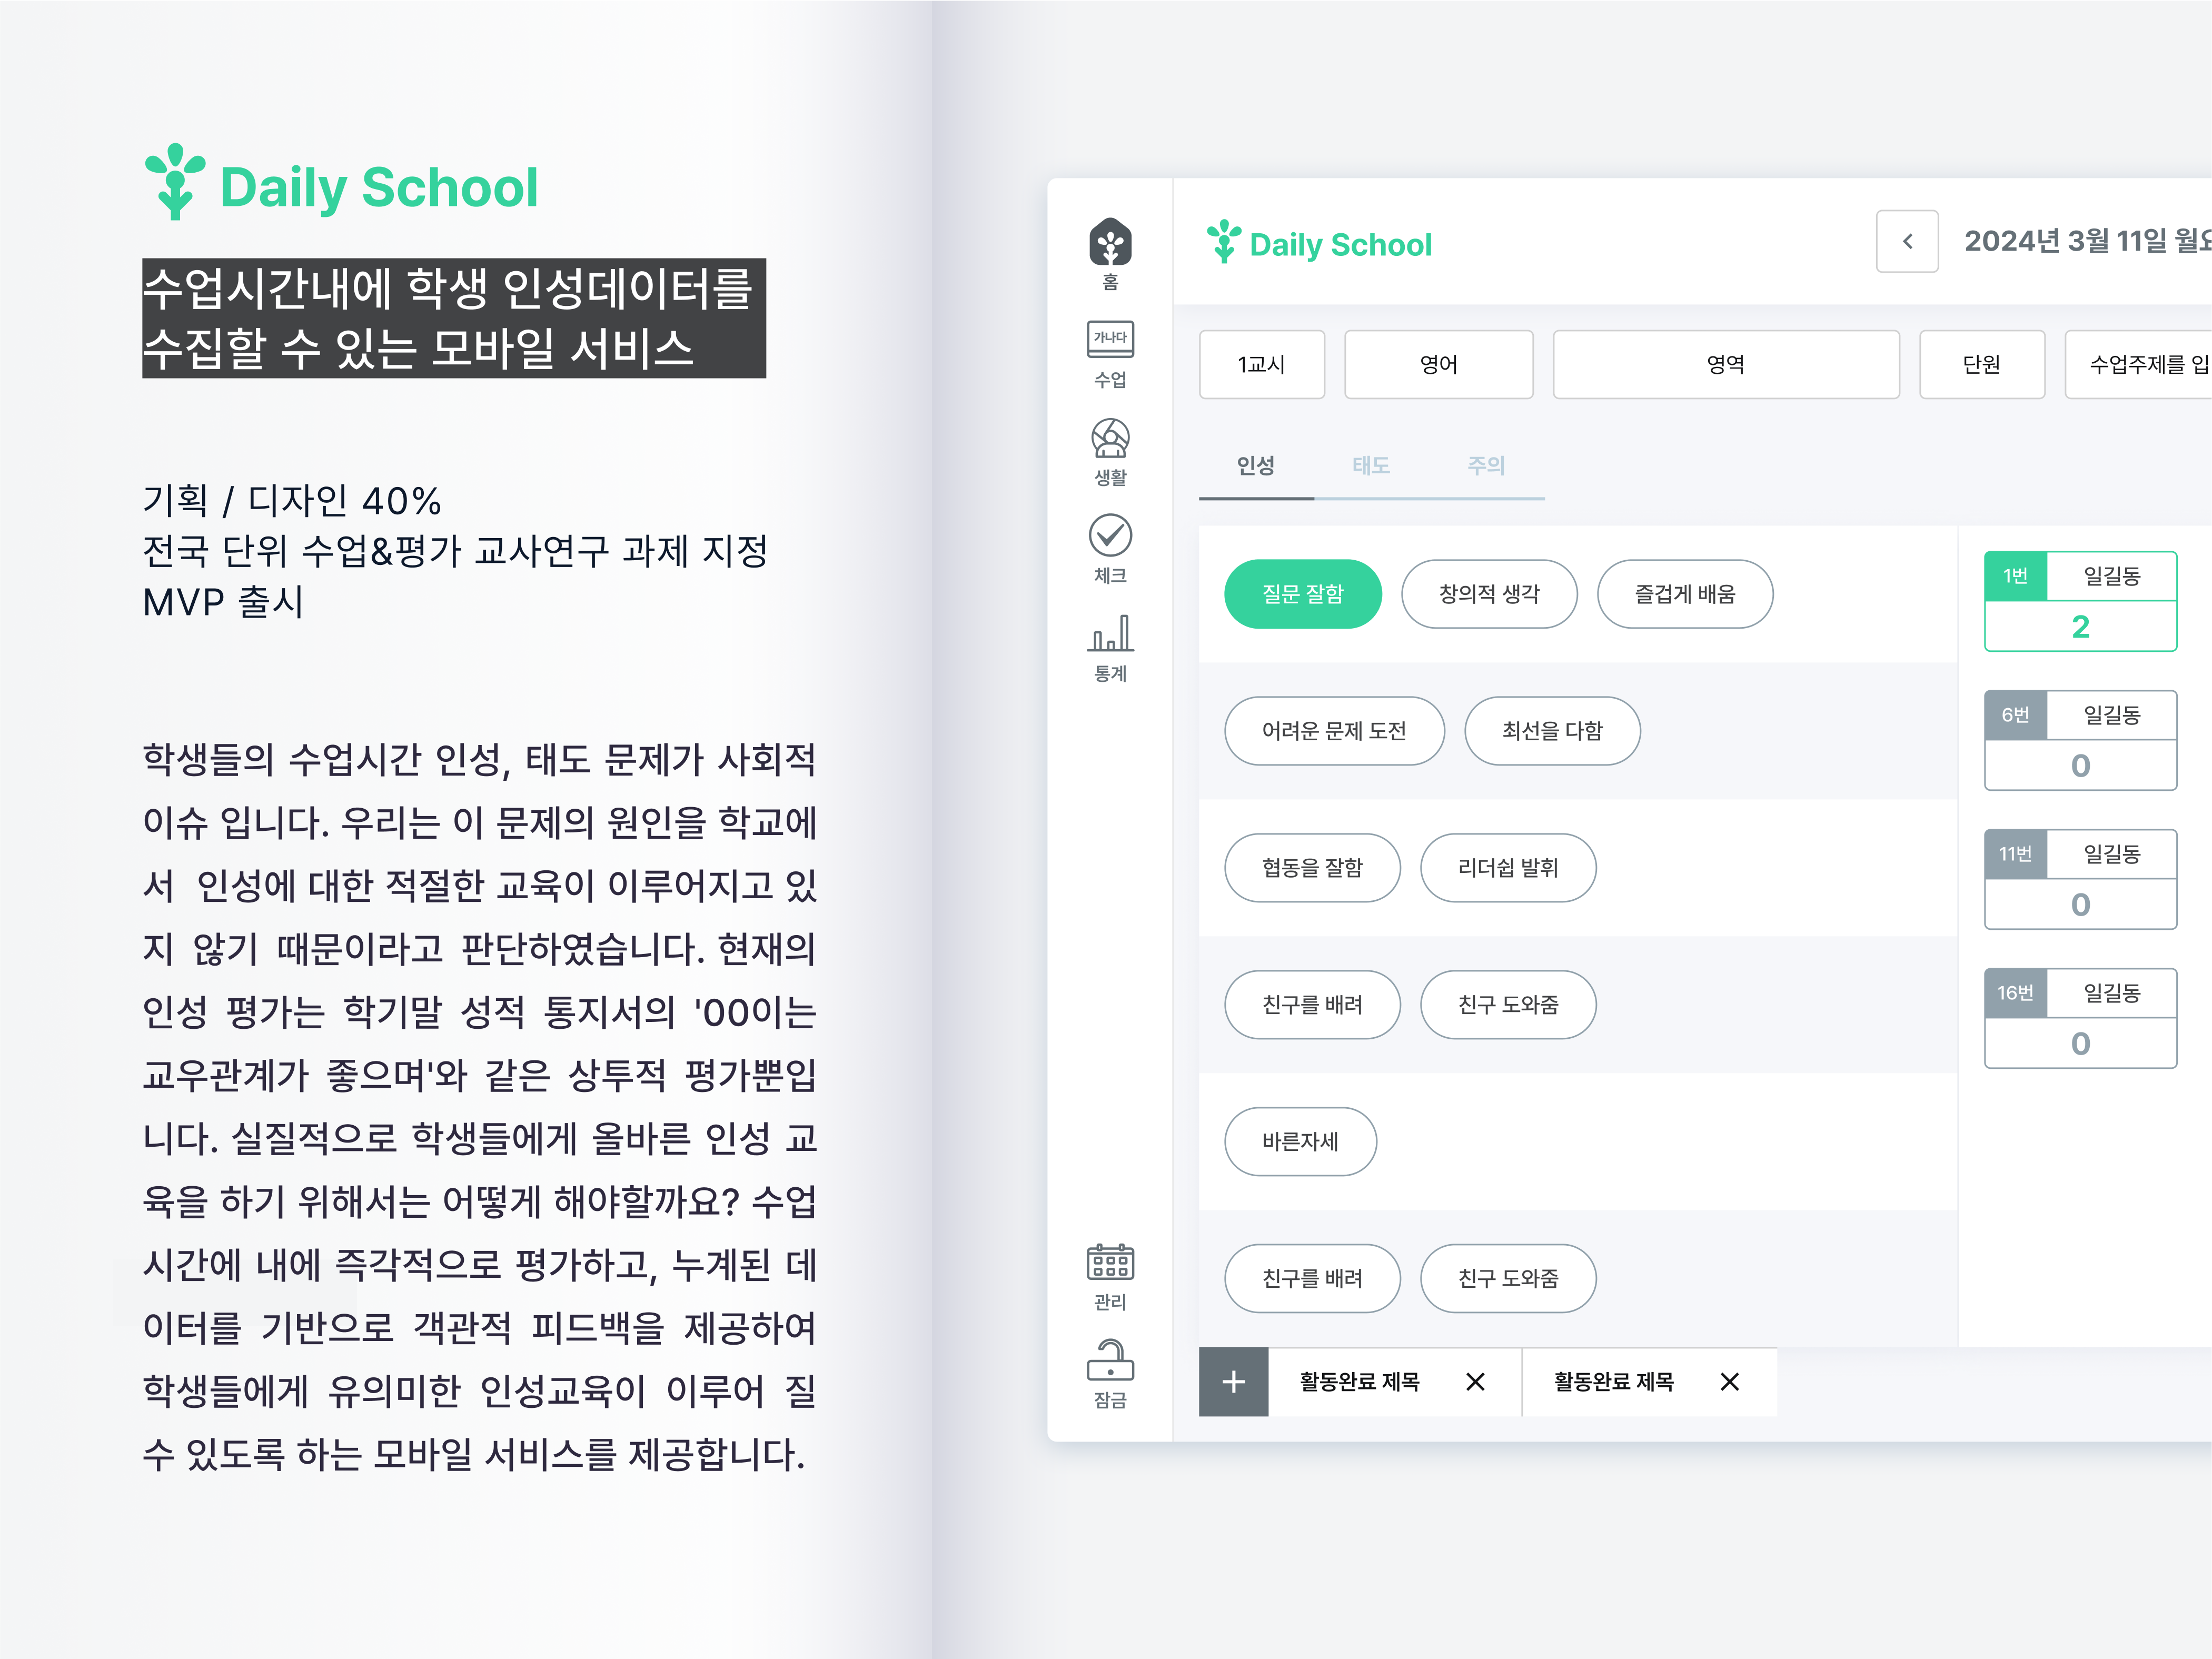 Daily School
수업시간내에 학생 인성데이터를
수집할 수 있는 모바일 서비스
기획 / 디자인 40%
전국 단위 수업&평가 교사연구 과제 지정
MVP 출시
학생들의 수업시간 인성, 태도 문제가 사회적
이슈 입니다. 우리는 이 문제의 원인을 학교에
서 인성에 대한 적절한 교육이 이루어지고 있
지 않기 때문이라고 판단하였습니다. 현재의
인성 평가는 학기말 성적 통지서의 '00이는
교우관계가 좋으며'와 같은 상투적 평가뿐입
니다. 실질적으로 학생들에게 올바른 인성 교
육을 하기 위해서는 어떻게 해야할까요? 수업
시간에 내에 즉각적으로 평가하고, 누계된 데
이터를 기반으로 객관적 피드백을 제공하여
학생들에게 유의미한 인성교육이 이루어 질
수 있도록 하는 모바일 서비스를 제공합니다.
홈
가나다
수업
생활
체크
통계
관리
잠금
Daily School
2024년 3월 11일
1교시 영어 영역 단원 수업주제를 입
인성 태도 주의
질문 잘함 창의적 생각 즐겁게 배움
어려운 문제 도전 최선을 다함
협동을 잘함 리더쉽 발휘
친구를 배려 친구 도와줌
바른자세
친구를 배려 친구 도와줌
1번 일길동
2
6번 일길동
0
11번 일길동
0
16번 일길동
0
활동완료 제목 활동완료 제목